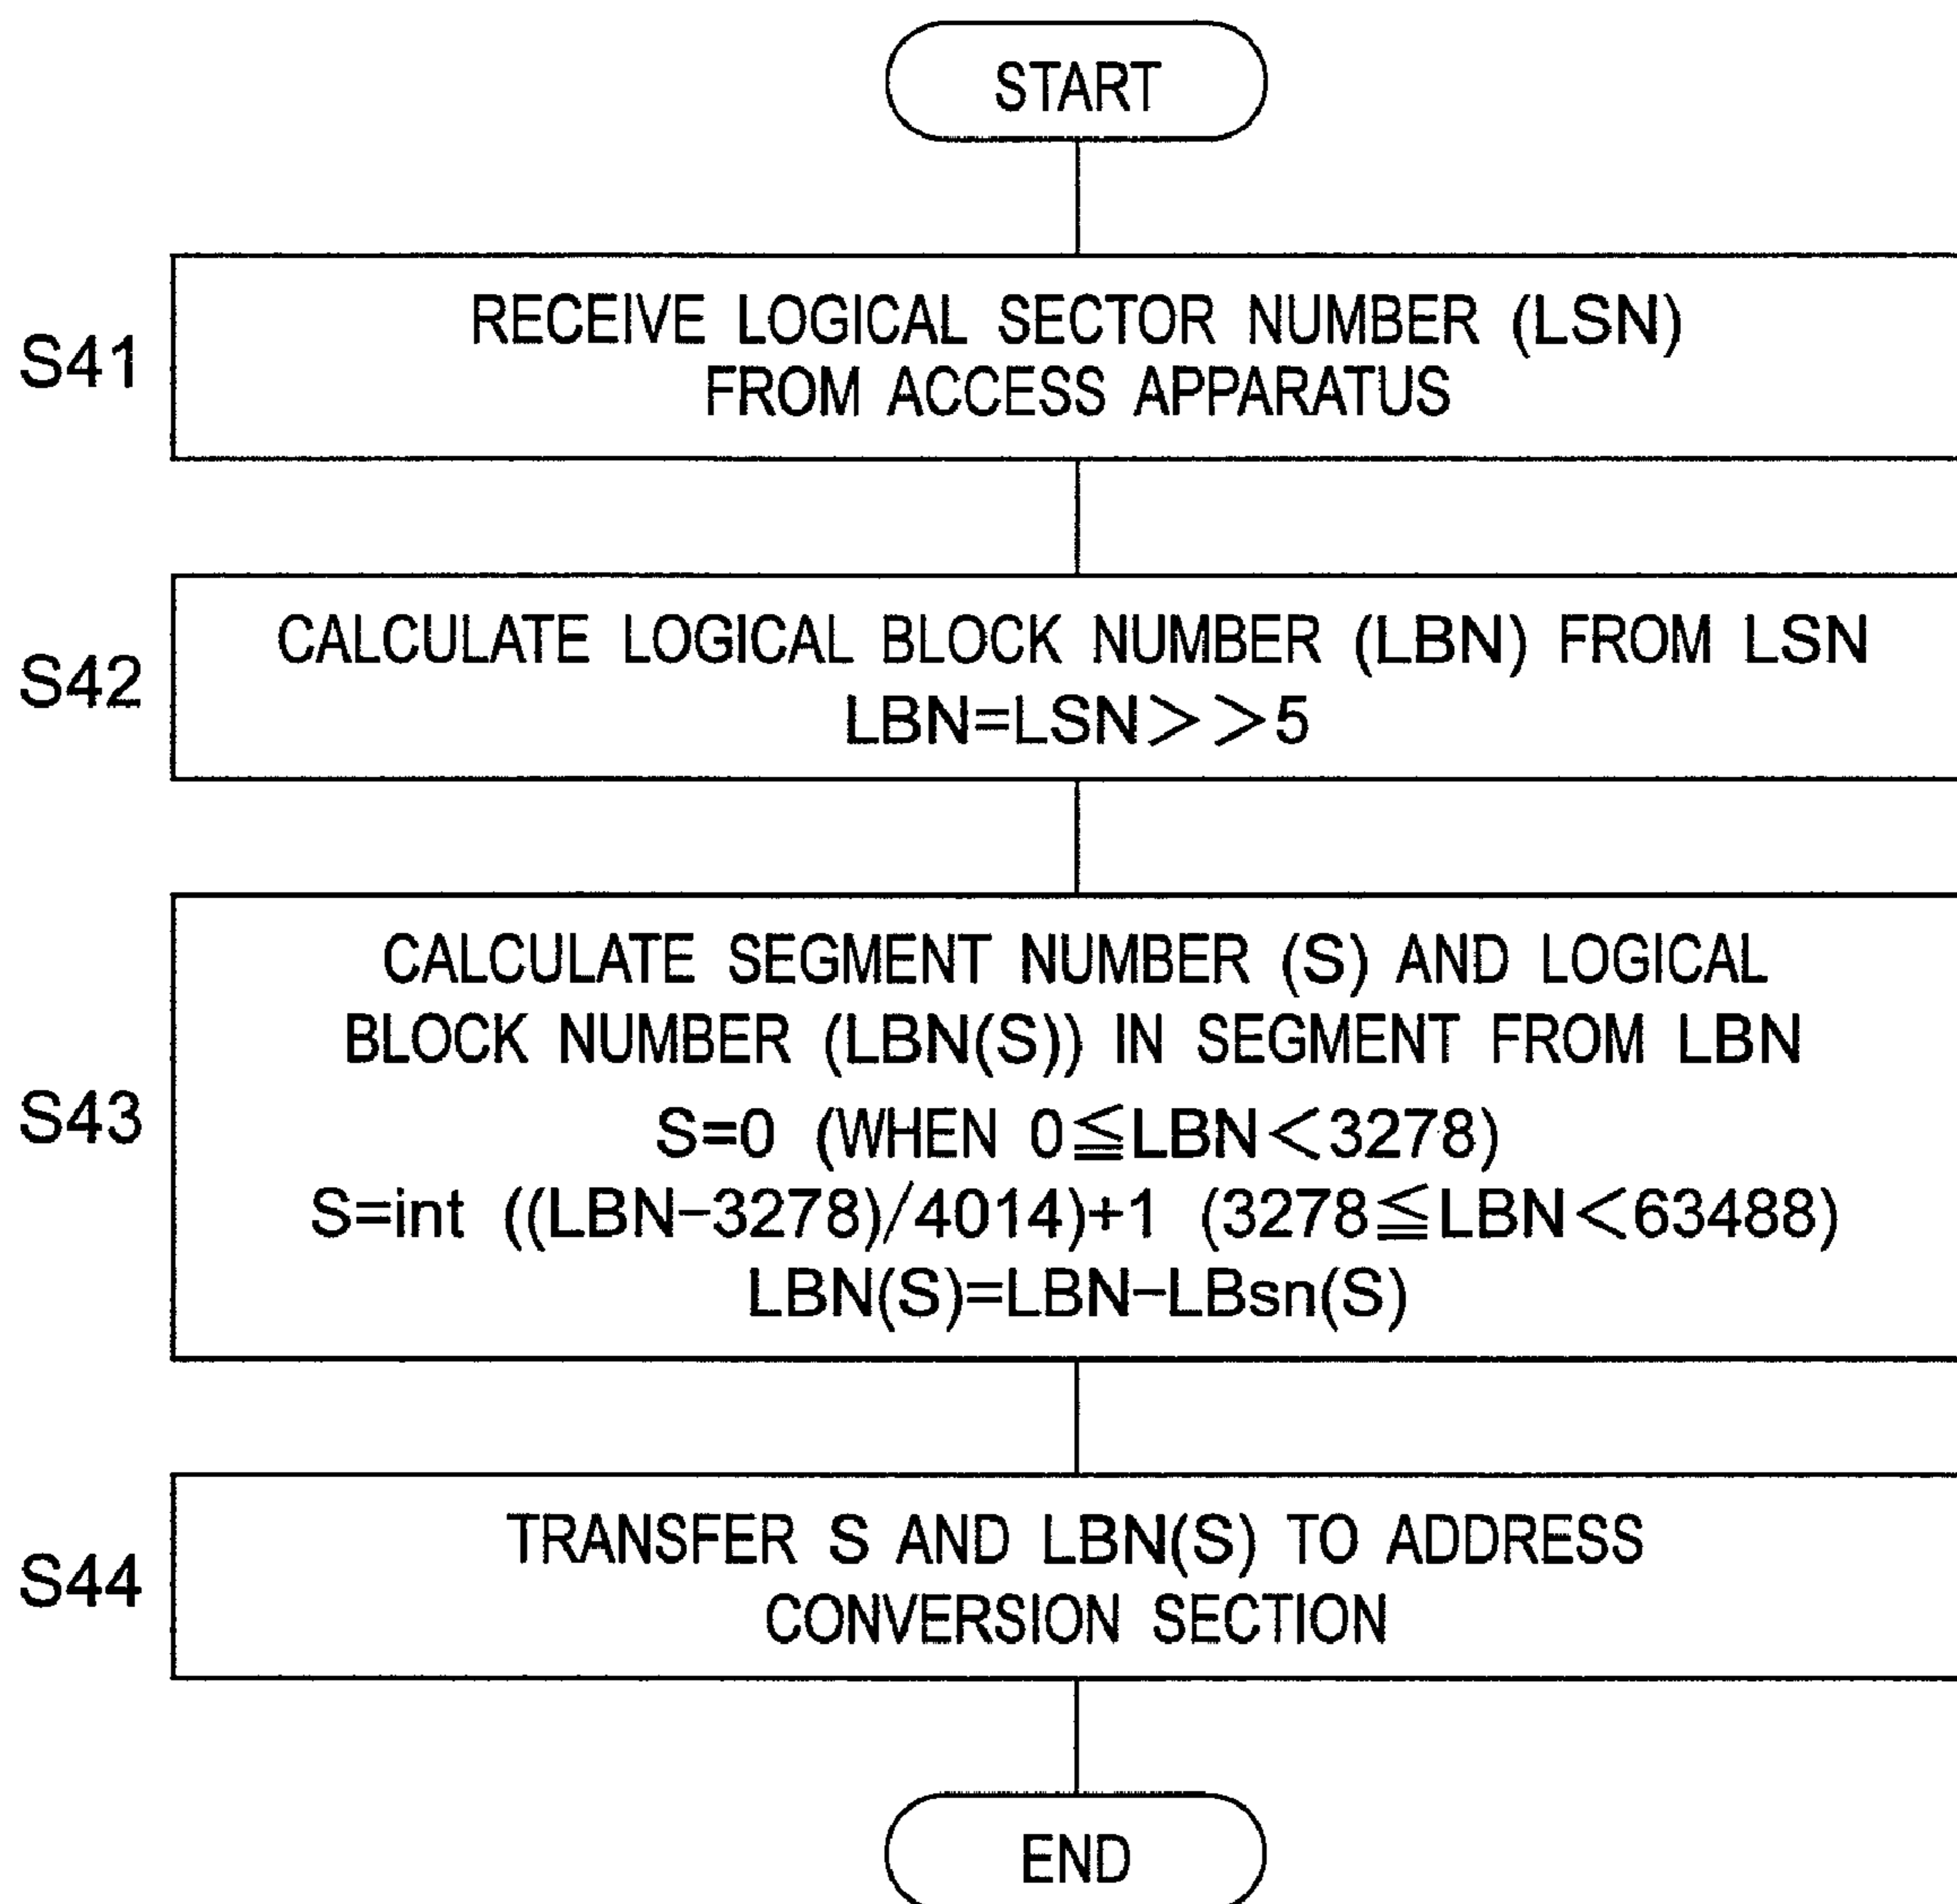 START
S41
RECEIVE LOGICAL SECTOR NUMBER (LSN)
FROM ACCESS APPARATUS
S42
CALCULATE LOGICAL BLOCK NUMBER (LBN) FROM LSN
LBN=LSN>>5
S43
CALCULATE SEGMENT NUMBER (S) AND LOGICAL
BLOCK NUMBER (LBN(S)) IN SEGMENT FROM LBN
S=0 (WHEN 0≦LBN<3278)
S=int ((LBN-3278)/4014)+1 (3278≦LBN<63488)
LBN(S)=LBN-LBsn(S)
S44
TRANSFER S AND LBN(S) TO ADDRESS
CONVERSION SECTION
END